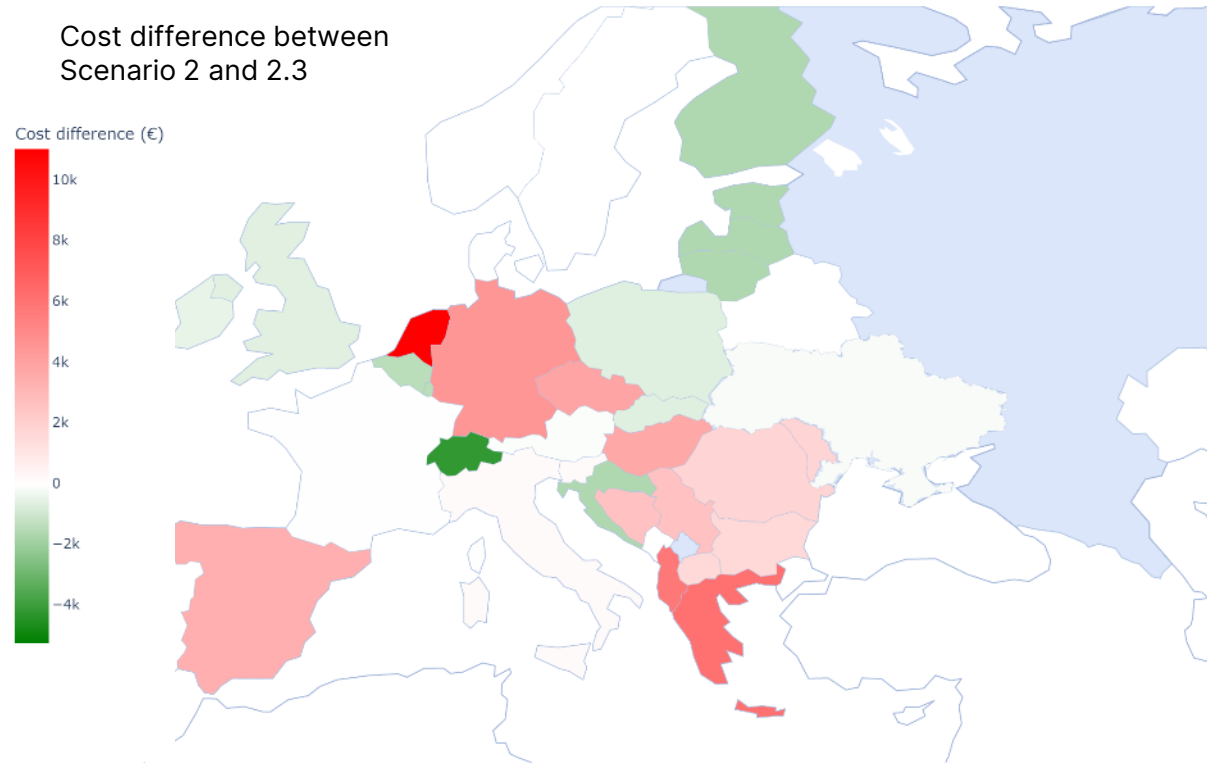 Cost difference between
Scenario 2 and 2.3
Cost difference (€)
10k
8k
6k
4k
2k
0
−2k
−4k